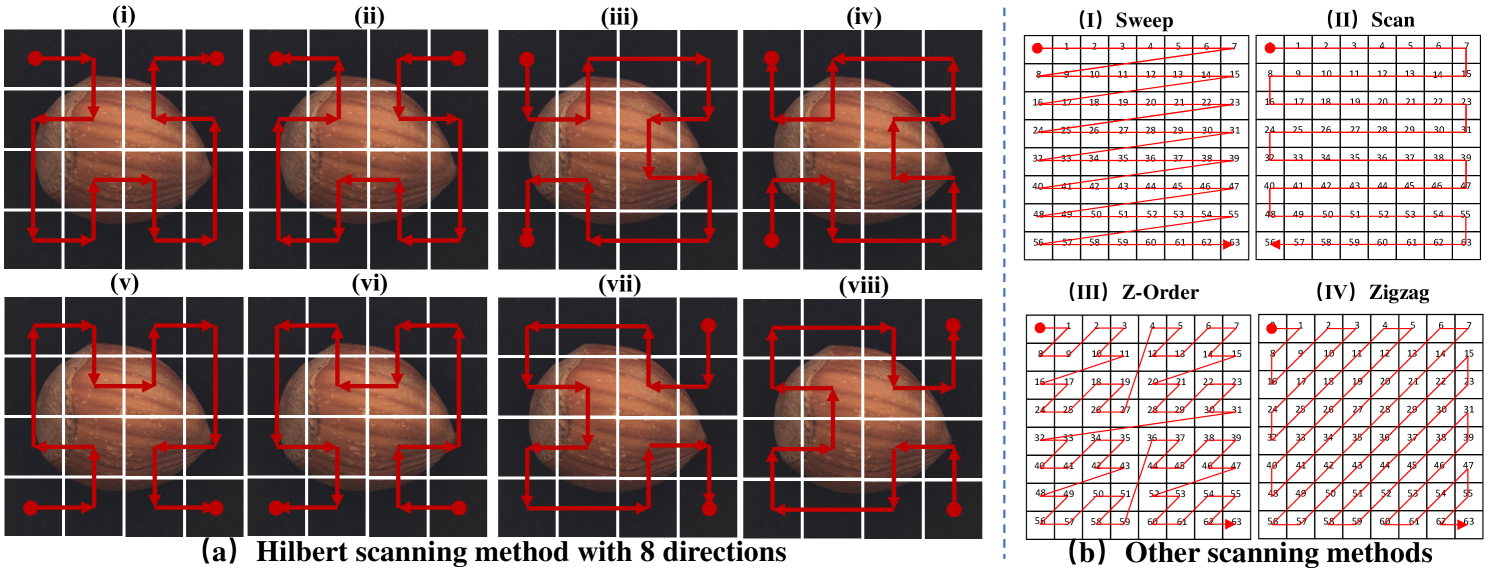 (i) (ii) (iii) (iv)
(v) (vi) (vii) (viii)
(a) Hilbert scanning method with 8 directions
(I) Sweep
1 2 3 4 5 6 7
8 9 10 11 12 13 14 15
16 17 18 19 20 21 22 23
24 25 26 27 28 29 30 31
32 33 34 35 36 37 38 39
40 41 42 43 44 45 46 47
48 49 50 51 52 53 54 55
56 57 58 59 60 61 62 63
(II) Scan
1 2 3 4 5 6 7
8 9 10 11 12 13 14 15
16 17 18 19 20 21 22 23
24 25 26 27 28 29 30 31
32 33 34 35 36 37 38 39
40 41 42 43 44 45 46 47
48 49 50 51 52 53 54 55
56 57 58 59 60 61 62 63
(III) Z-Order
1 2 3 4 5 6 7
8 9 10 11 12 13 14 15
16 17 18 19 20 21 22 23
24 25 26 27 28 29 30 31
32 33 34 35 36 37 38 39
40 41 42 43 44 45 46 47
48 49 50 51 52 53 54 55
56 57 58 59 60 61 62 63
(IV) Zigzag
1 2 3 4 5 6 7
8 9 10 11 12 13 14 15
16 17 18 19 20 21 22 23
24 25 26 27 28 29 30 31
32 33 34 35 36 37 38 39
40 41 42 43 44 45 46 47
48 49 50 51 52 53 54 55
56 57 58 59 60 61 62 63
(b) Other scanning methods